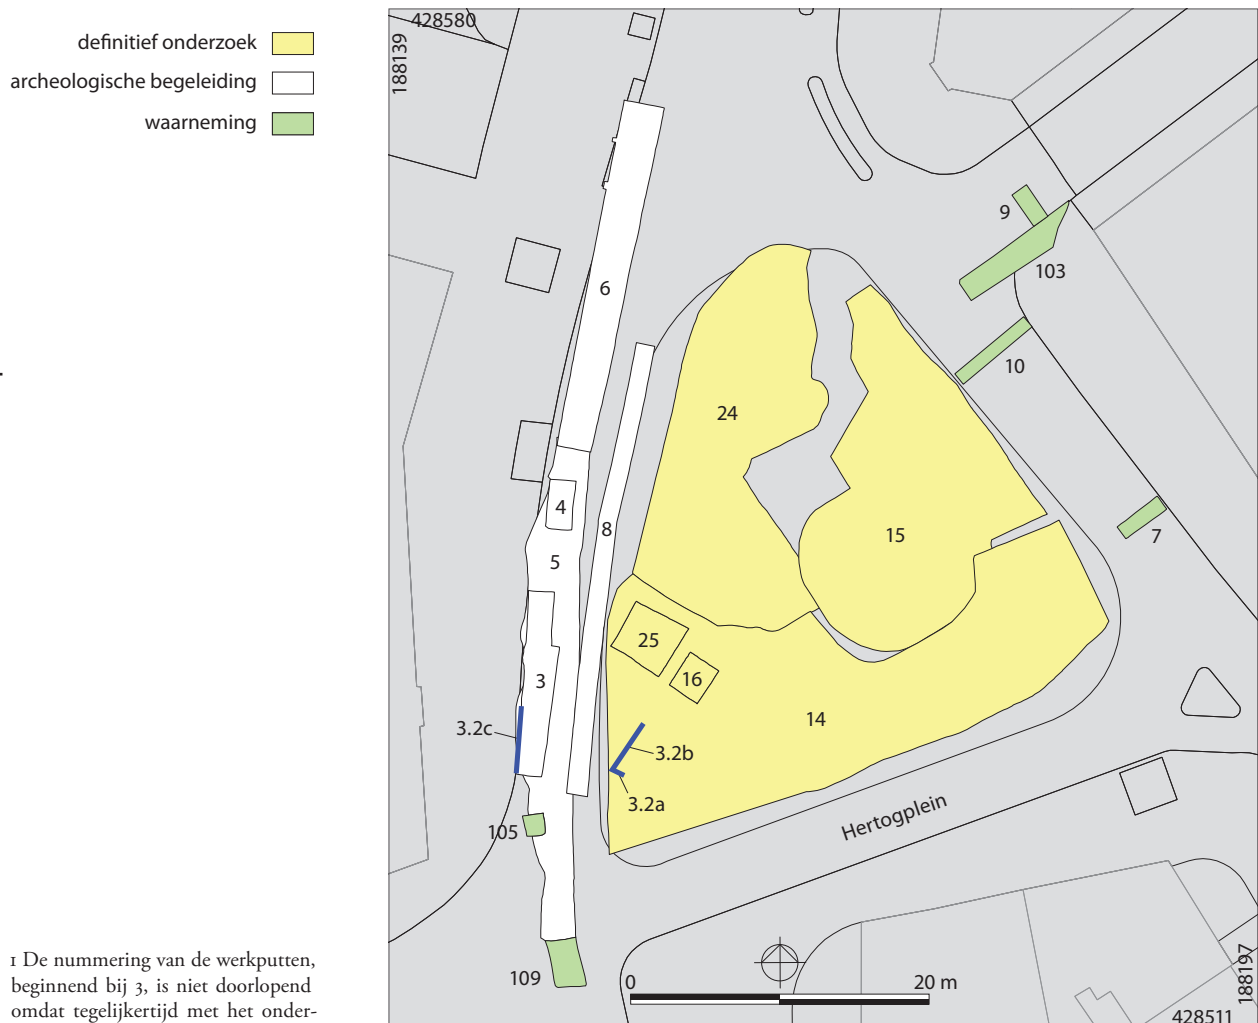 definitief onderzoek
archeologische begeleiding
waarneming
428580
188139
9
103
6
10
24
4
8
15
7
5
25
3
16
14
3.2c
3.2b
3.2a
Hertogplein
105
109
0
20 m
188197
428511
1 De nummering van de werkputten,
beginnend bij 3, is niet doorlopend
omdat tegelijkertijd met het onder-